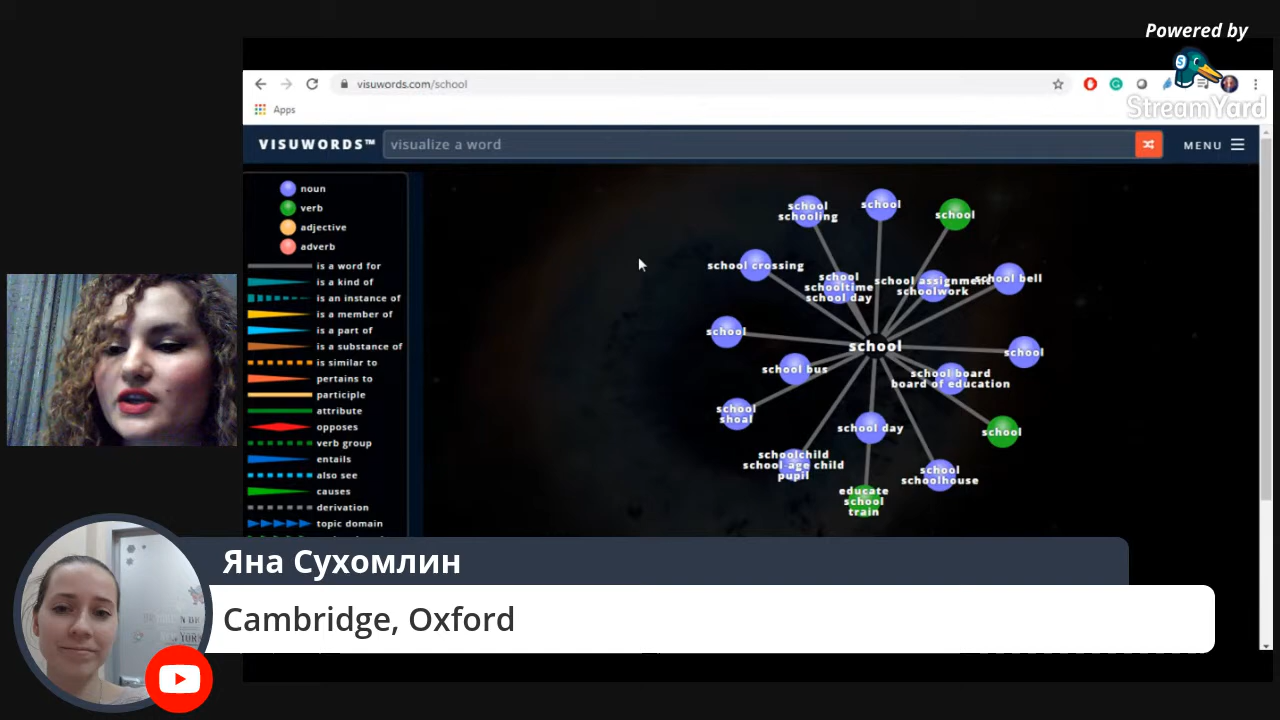 Powered by
StreamYard
visuwords.com/school
Apps
VISUWORDS™
visualize a word
MENU
noun
verb
adjective
adverb
is a word for
is a kind of
is an instance of
is a member of
is a part of
is a substance of
is similar to
pertains to
participle
attribute
opposes
verb group
entails
also see
causes
derivation
topic domain
school
schooling
school
school
school crossing
school
schooltime
school day
school assignment
schoolwork
school bell
school
school
school
school bus
school board
board of education
school
shoal
school day
school
schoolchild
school-age child
pupil
school
schoolhouse
educate
school
train
Яна Сухомлин
Cambridge, Oxford